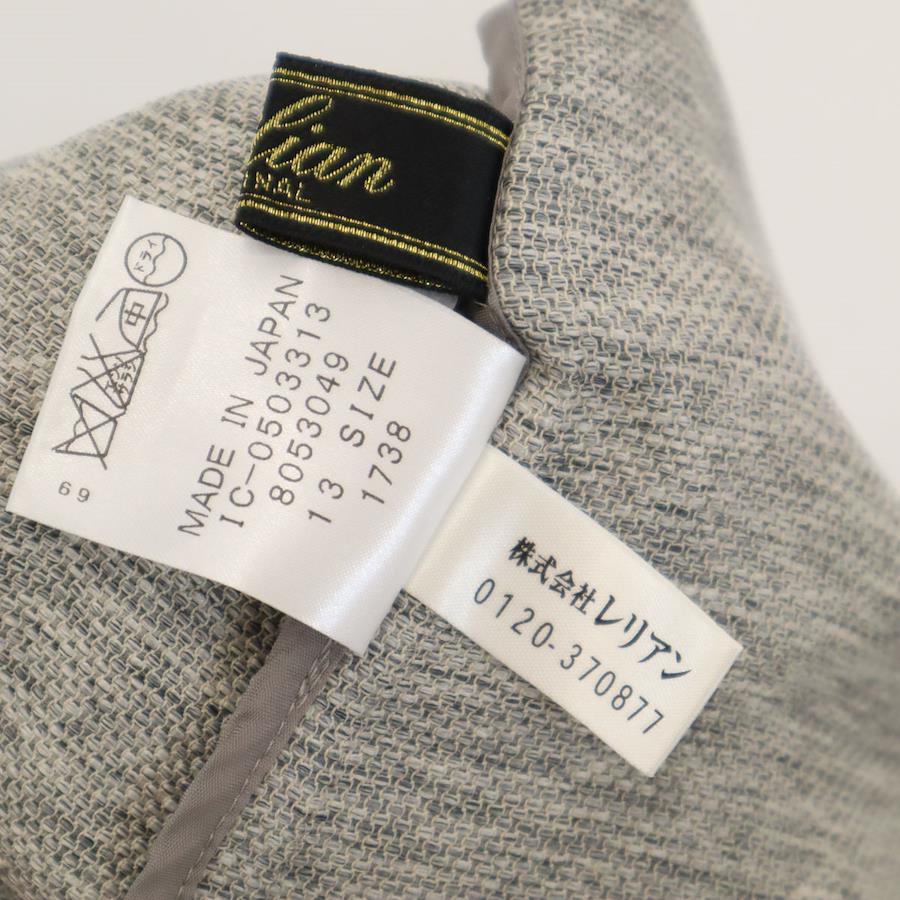 lian
NAL
ドライ
中
MADE IN JAPAN
IC-0503313
8053049
13 SIZE
1738
69
株式会社レリアン
0120-370877